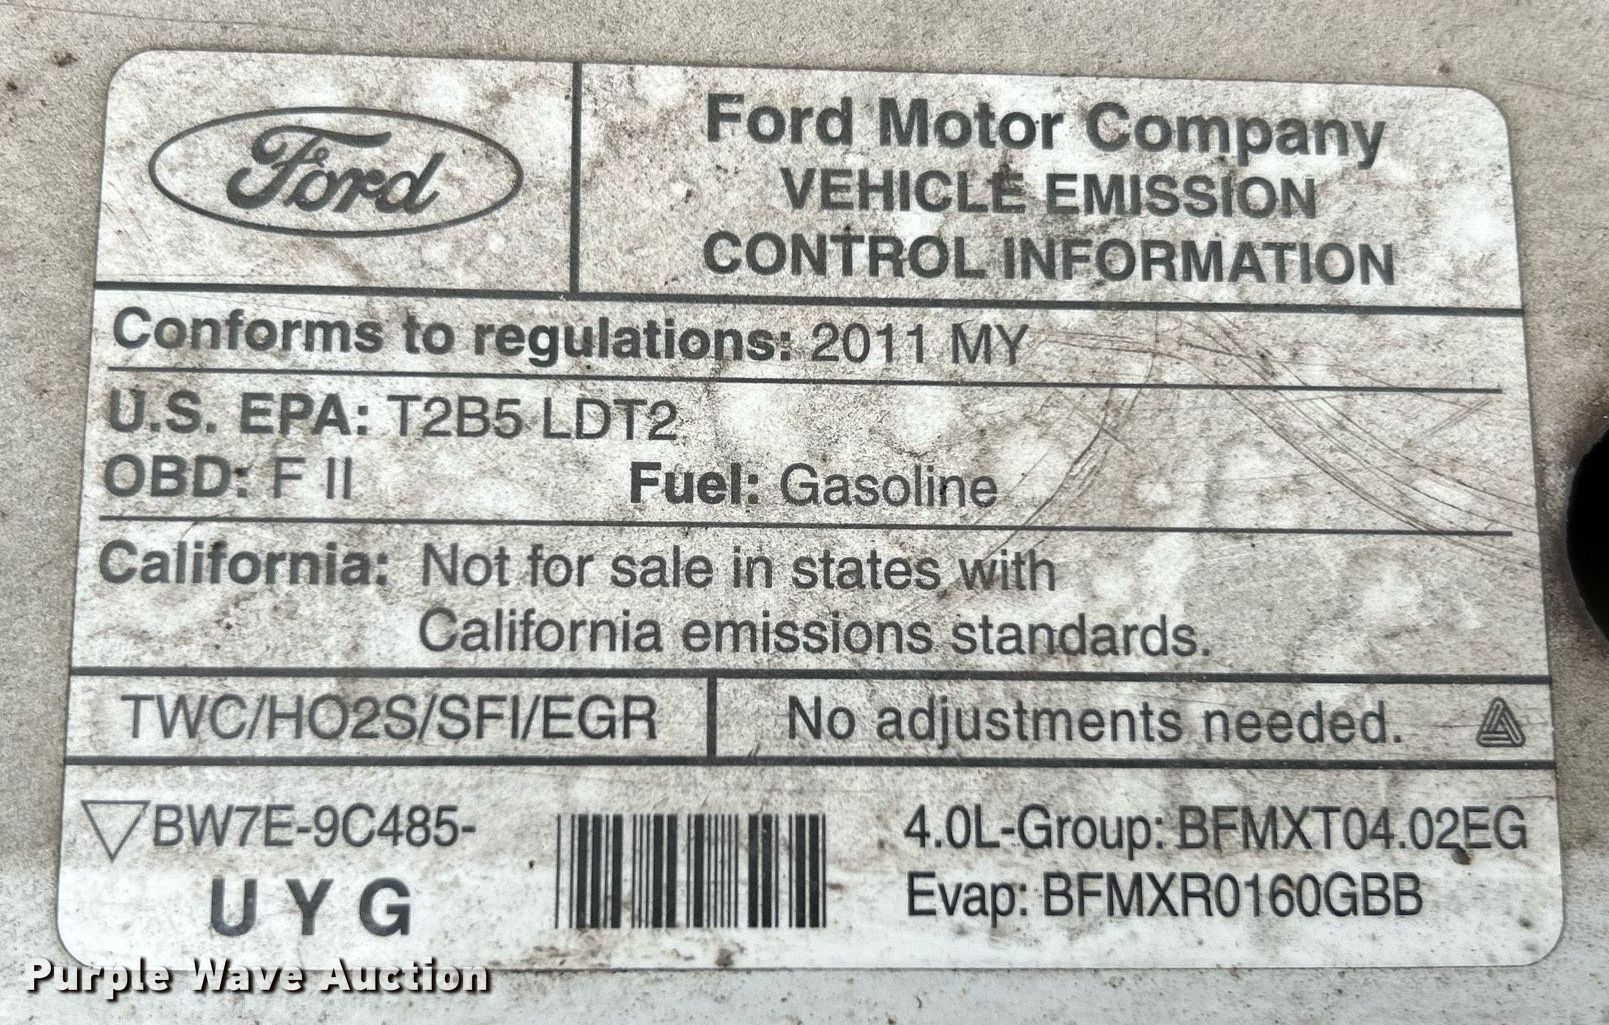 Ford
Ford Motor Company
VEHICLE EMISSION
CONTROL INFORMATION
Conforms to regulations: 2011 MY
U.S. EPA: T2B5 LDT2
OBD: F II Fuel: Gasoline
California: Not for sale in states with
California emissions standards.
TWC/HO2S/SFI/EGR No adjustments needed.
BW7E-9C485- 4.0L-Group: BFMXT04.02EG
U Y G Evap: BFMXR0160GBB
Purple Wave Auction